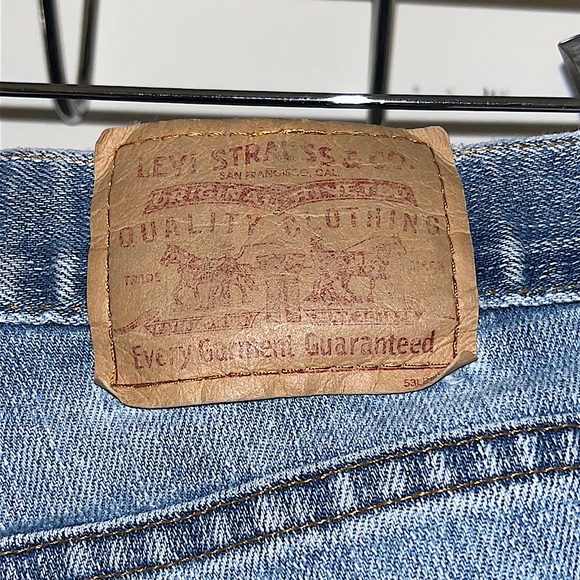 LEVI STRAUSS & CO.
SAN FRANCISCO, CAL.
ORIGINAL RIVETED
QUALITY CLOTHING
TRADE MARK
Every Garment Guaranteed